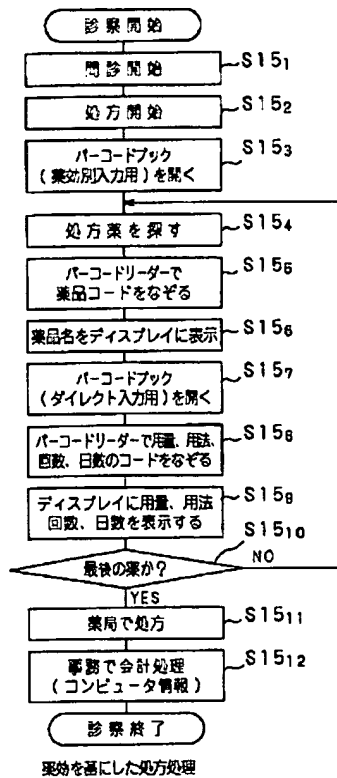 診察開始
問診開始
S15₁
処方開始
S15₂
バーコードブック
(薬効別入力用)を開く
S15₃
処方薬を探す
S15₄
バーコードリーダーで
薬品コードをなぞる
S15₅
薬品名をディスプレイに表示
S15₆
バーコードブック
(ダイレクト入力用)を開く
S15₇
バーコードリーダーで用量、用法、
回数、日数のコードをなぞる
S15₈
ディスプレイに用量、用法
回数、日数を表示する
S15₉
最後の薬か?
S15₁₀
NO
YES
薬局で処方
S15₁₁
事務で会計処理
(コンピュータ情報)
S15₁₂
診察終了
薬効を基にした処方処理